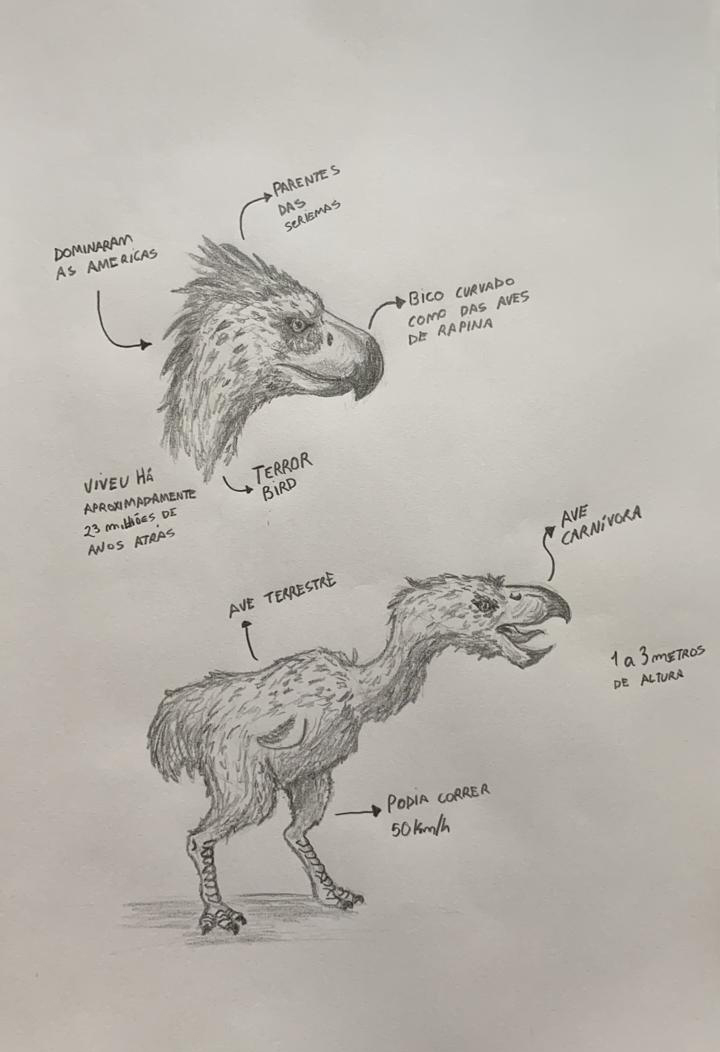 PARENTES
DAS
SERIEMAS
DOMINARAM
AS AMERICAS
BICO CURVADO
COMO DAS AVES
DE RAPINA
TERROR
BIRD
VIVEU HÁ
APROXIMADAMENTE
23 milhões DE
ANOS ATRÁS
AVE
CARNÍVORA
AVE TERRESTRE
1 a 3 METROS
DE ALTURA
PODIA CORRER
50 km/h